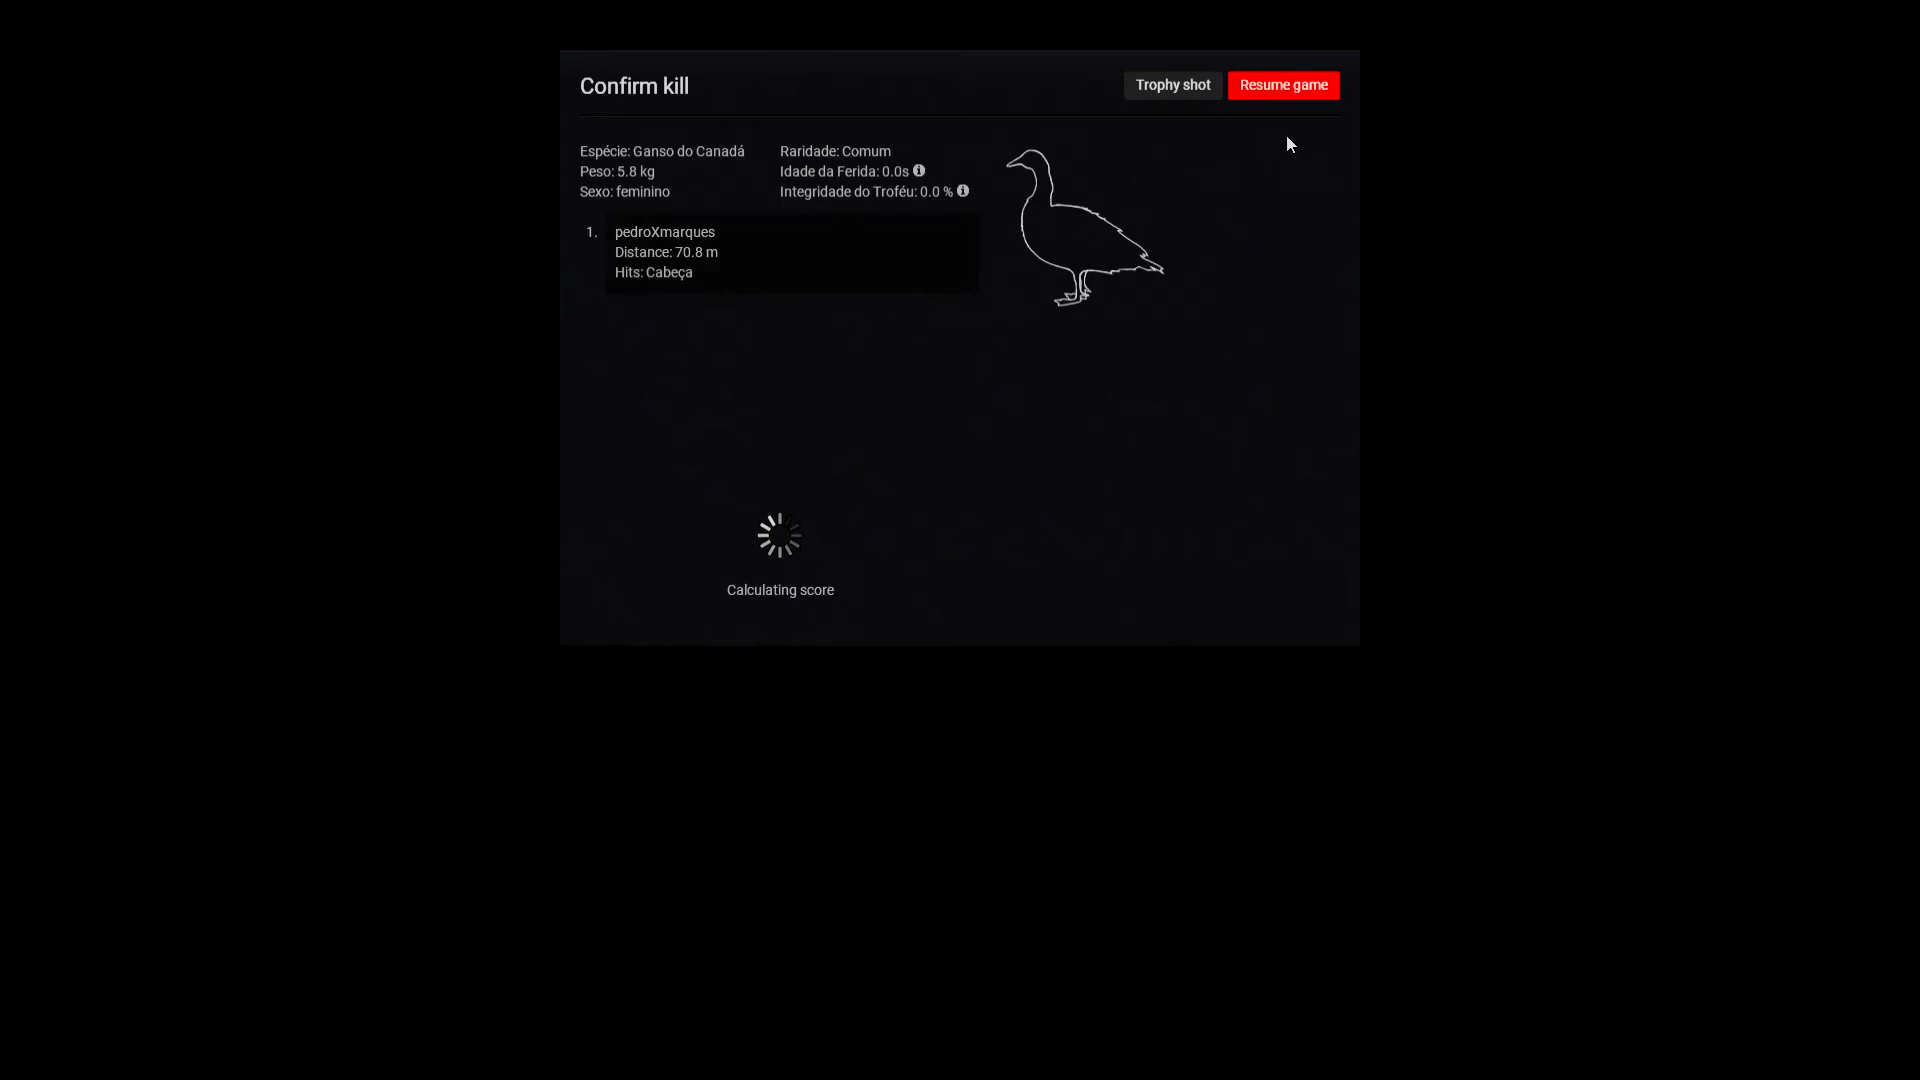 Confirm kill
Trophy shot
Resume game
Espécie: Ganso do Canadá
Peso: 5.8 kg
Sexo: feminino
Raridade: Comum
Idade da Ferida: 0.0s
Integridade do Troféu: 0.0 %
1.
pedroXmarques
Distance: 70.8 m
Hits: Cabeça
Calculating score